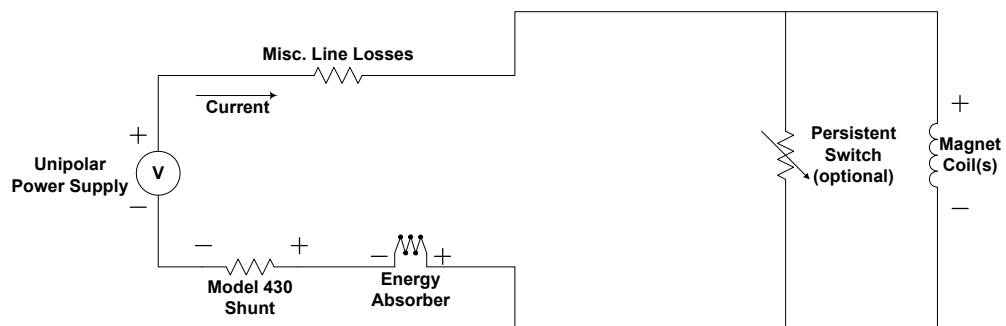 Misc. Line Losses
Current
+
Unipolar
Power Supply
V
−
Persistent
Switch
(optional)
+
Magnet
Coil(s)
−
−
+
Model 430
Shunt
−
+
Energy
Absorber